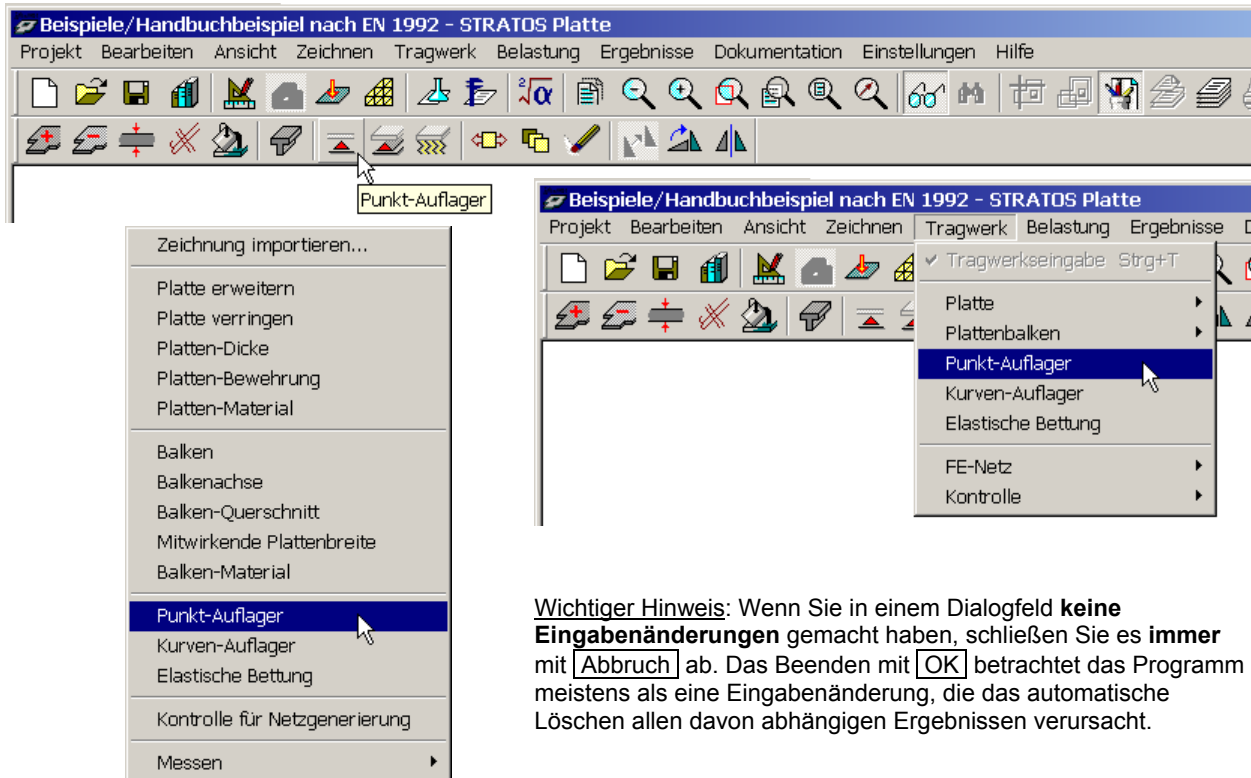 Beispiele/Handbuchbeispiel nach EN 1992 - STRATOS Platte
Projekt Bearbeiten Ansicht Zeichnen Tragwerk Belastung Ergebnisse Dokumentation Einstellungen Hilfe
Punkt-Auflager
Zeichnung importieren...
Platte erweitern
Platte verringen
Platten-Dicke
Platten-Bewehrung
Platten-Material
Balken
Balkenachse
Balken-Querschnitt
Mitwirkende Plattenbreite
Balken-Material
Punkt-Auflager
Kurven-Auflager
Elastische Bettung
Kontrolle für Netzgenerierung
Messen
Beispiele/Handbuchbeispiel nach EN 1992 - STRATOS Platte
Projekt Bearbeiten Ansicht Zeichnen Tragwerk Belastung Ergebnisse
Tragwerkseingabe Strg+T
Platte
Plattenbalken
Punkt-Auflager
Kurven-Auflager
Elastische Bettung
FE-Netz
Kontrolle
Wichtiger Hinweis: Wenn Sie in einem Dialogfeld keine
Eingabenänderungen gemacht haben, schließen Sie es immer
mit Abbruch ab. Das Beenden mit OK betrachtet das Programm
meistens als eine Eingabenänderung, die das automatische
Löschen allen davon abhängigen Ergebnissen verursacht.